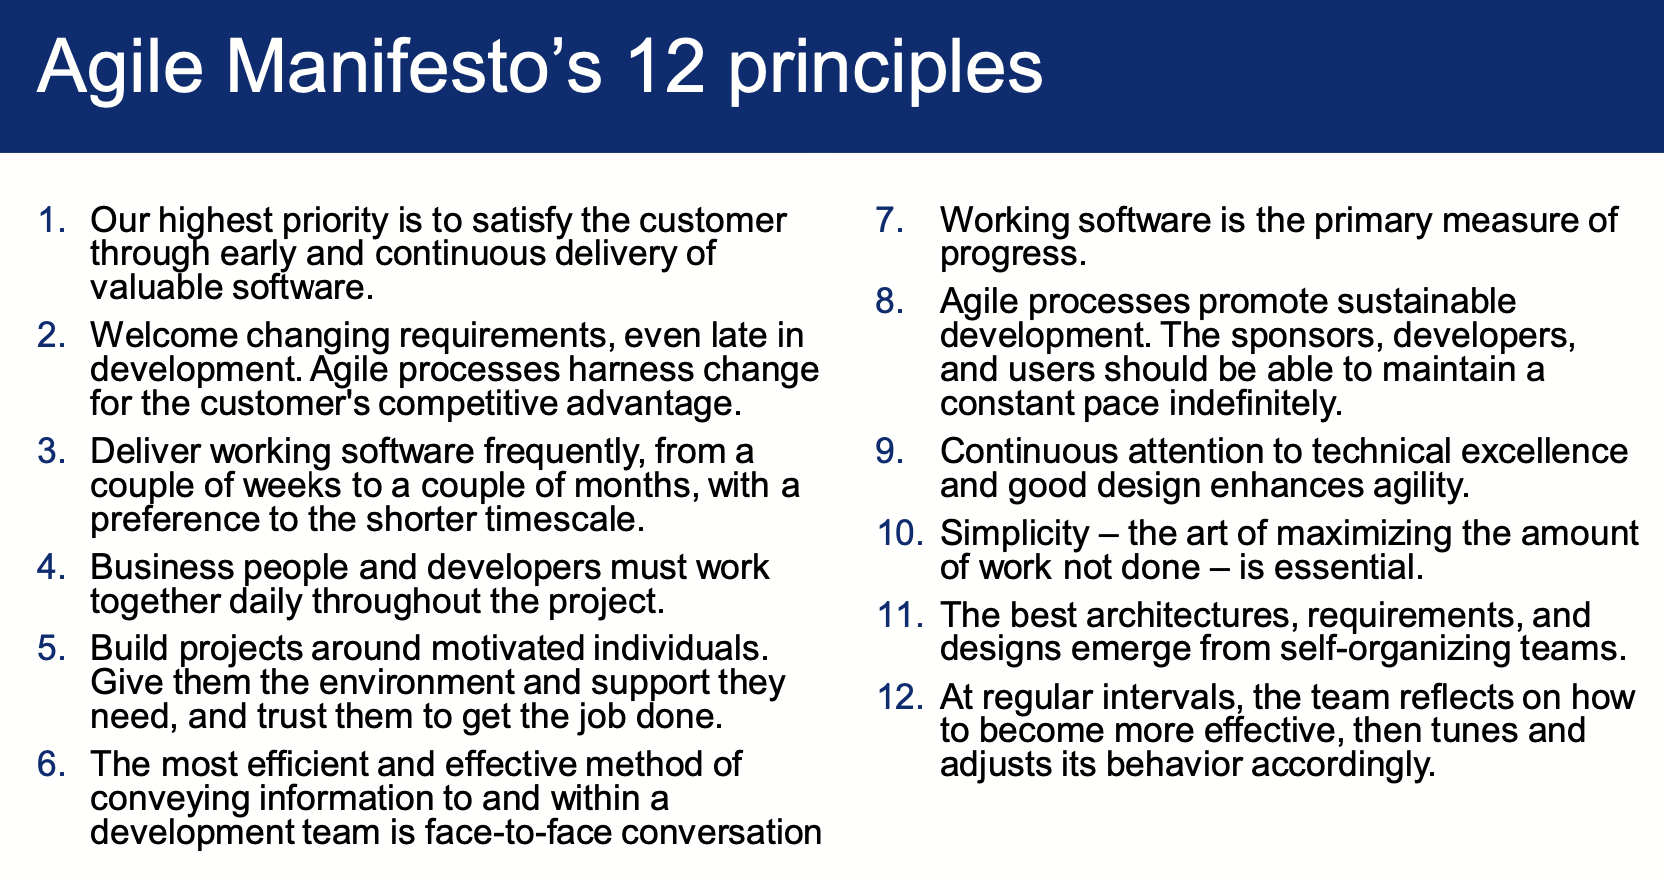 Agile Manifesto’s 12 principles
1. Our highest priority is to satisfy the customer
through early and continuous delivery of
valuable software.
2. Welcome changing requirements, even late in
development. Agile processes harness change
for the customer's competitive advantage.
3. Deliver working software frequently, from a
couple of weeks to a couple of months, with a
preference to the shorter timescale.
4. Business people and developers must work
together daily throughout the project.
5. Build projects around motivated individuals.
Give them the environment and support they
need, and trust them to get the job done.
6. The most efficient and effective method of
conveying information to and within a
development team is face-to-face conversation
7. Working software is the primary measure of
progress.
8. Agile processes promote sustainable
development. The sponsors, developers,
and users should be able to maintain a
constant pace indefinitely.
9. Continuous attention to technical excellence
and good design enhances agility.
10. Simplicity – the art of maximizing the amount
of work not done – is essential.
11. The best architectures, requirements, and
designs emerge from self-organizing teams.
12. At regular intervals, the team reflects on how
to become more effective, then tunes and
adjusts its behavior accordingly.